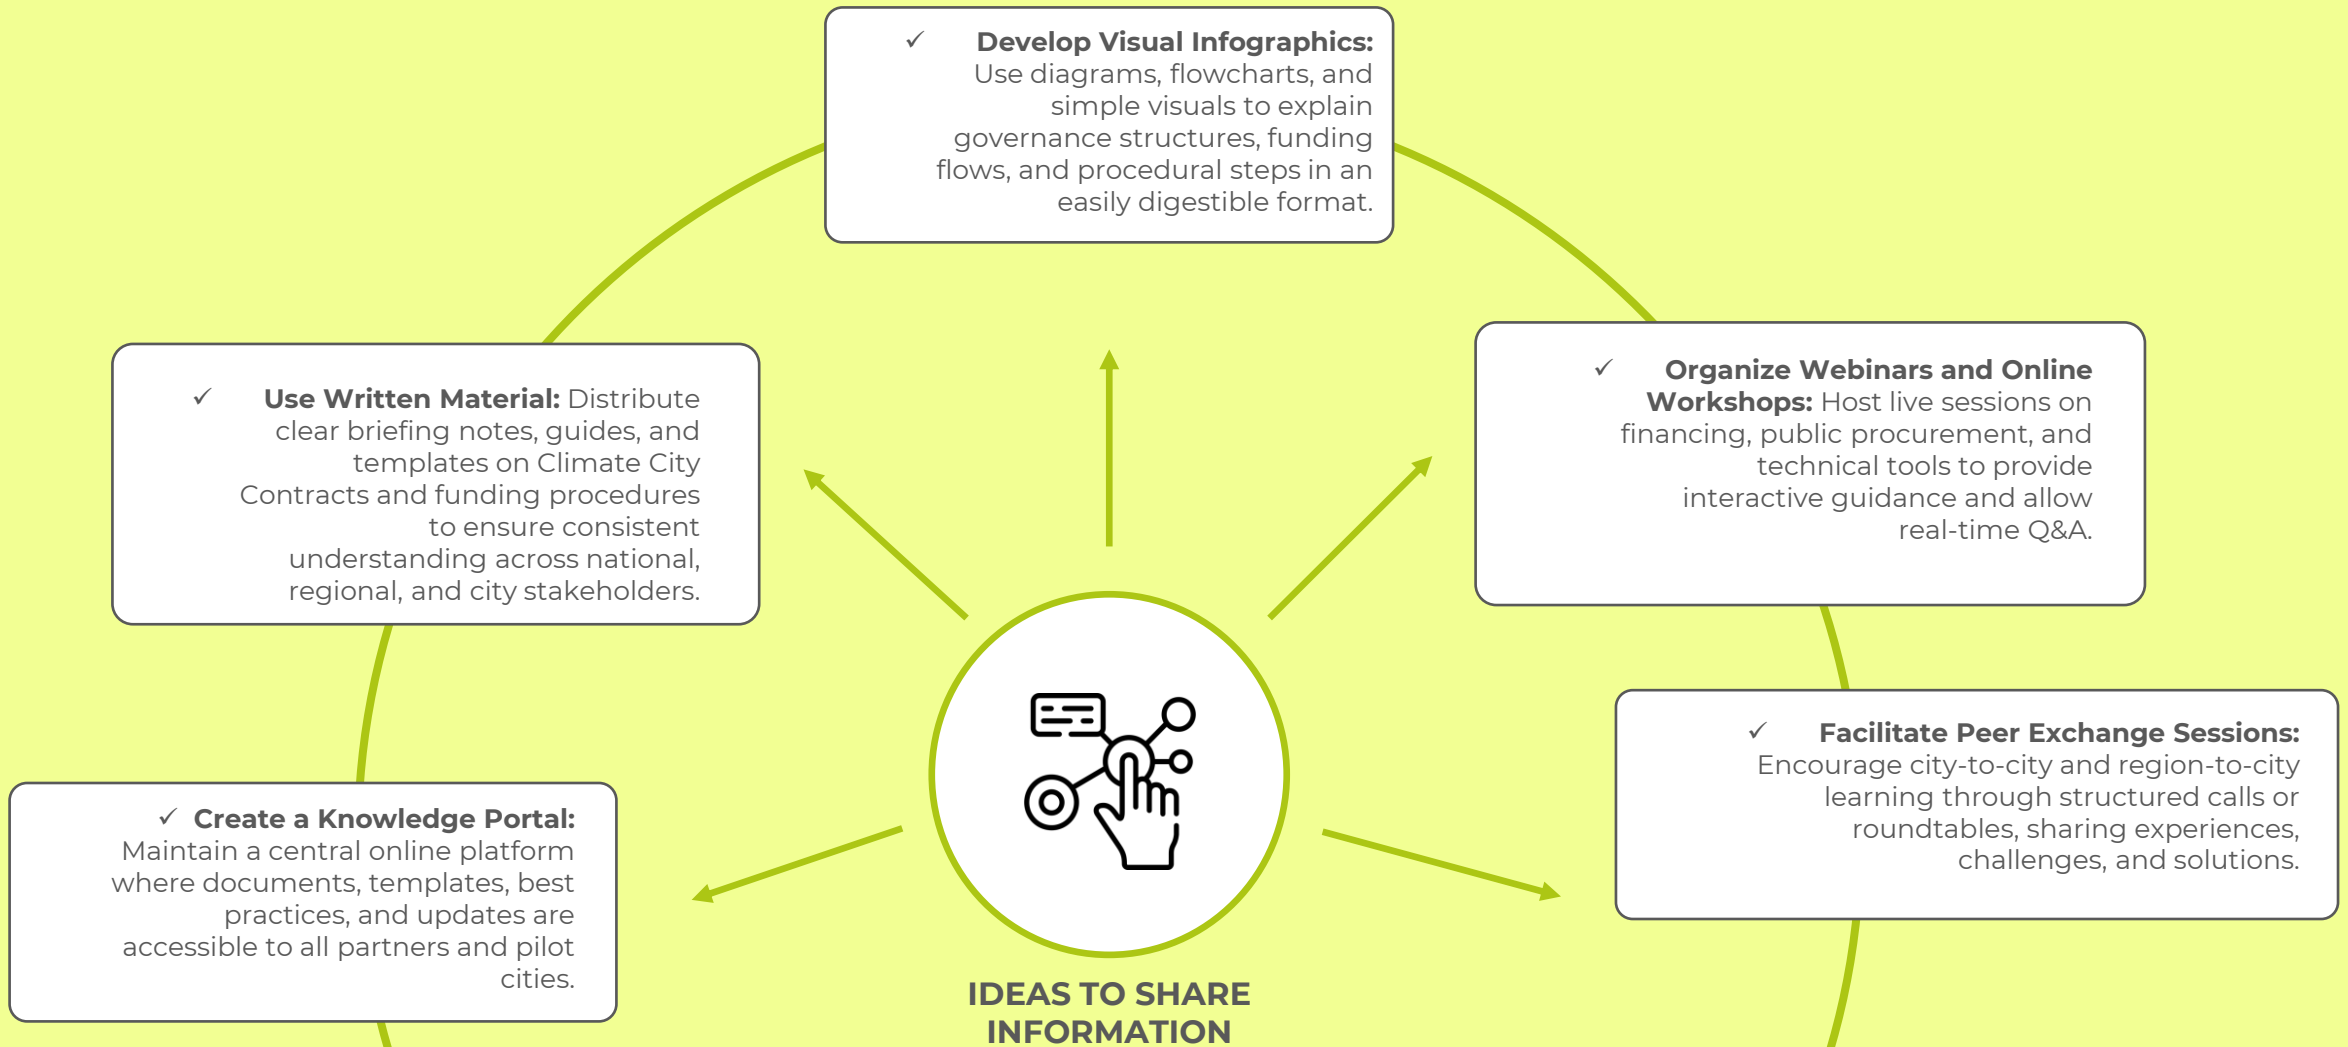 ✓ Develop Visual Infographics:
Use diagrams, flowcharts, and
simple visuals to explain
governance structures, funding
flows, and procedural steps in an
easily digestible format.
✓ Use Written Material: Distribute
clear briefing notes, guides, and
templates on Climate City
Contracts and funding procedures
to ensure consistent
understanding across national,
regional, and city stakeholders.
✓ Organize Webinars and Online
Workshops: Host live sessions on
financing, public procurement, and
technical tools to provide
interactive guidance and allow
real-time Q&A.
✓ Create a Knowledge Portal:
Maintain a central online platform
where documents, templates, best
practices, and updates are
accessible to all partners and pilot
cities.
✓ Facilitate Peer Exchange Sessions:
Encourage city-to-city and region-to-city
learning through structured calls or
roundtables, sharing experiences,
challenges, and solutions.
IDEAS TO SHARE
INFORMATION